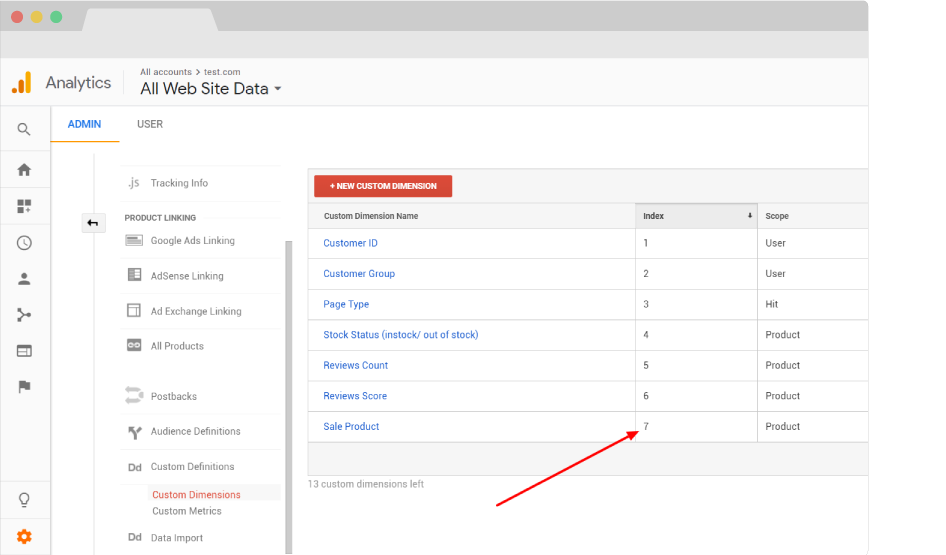 All accounts > test.com
Analytics
All Web Site Data
ADMIN USER
.js Tracking Info
PRODUCT LINKING
Google Ads Linking
AdSense Linking
Ad Exchange Linking
All Products
Postbacks
Audience Definitions
Dd Custom Definitions
Custom Dimensions
Custom Metrics
Dd Data Import
+ NEW CUSTOM DIMENSION
Custom Dimension Name Index Scope
Customer ID 1 User
Customer Group 2 User
Page Type 3 Hit
Stock Status (instock/ out of stock) 4 Product
Reviews Count 5 Product
Reviews Score 6 Product
Sale Product 7 Product
13 custom dimensions left